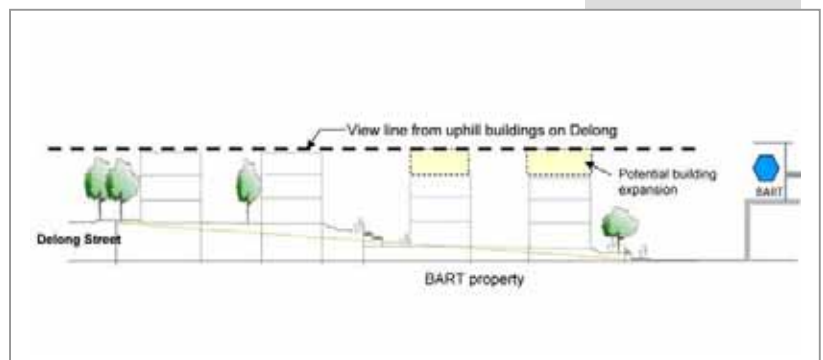 View line from uphill buildings on Delong
Potential building
expansion
BART
Delong Street
BART property